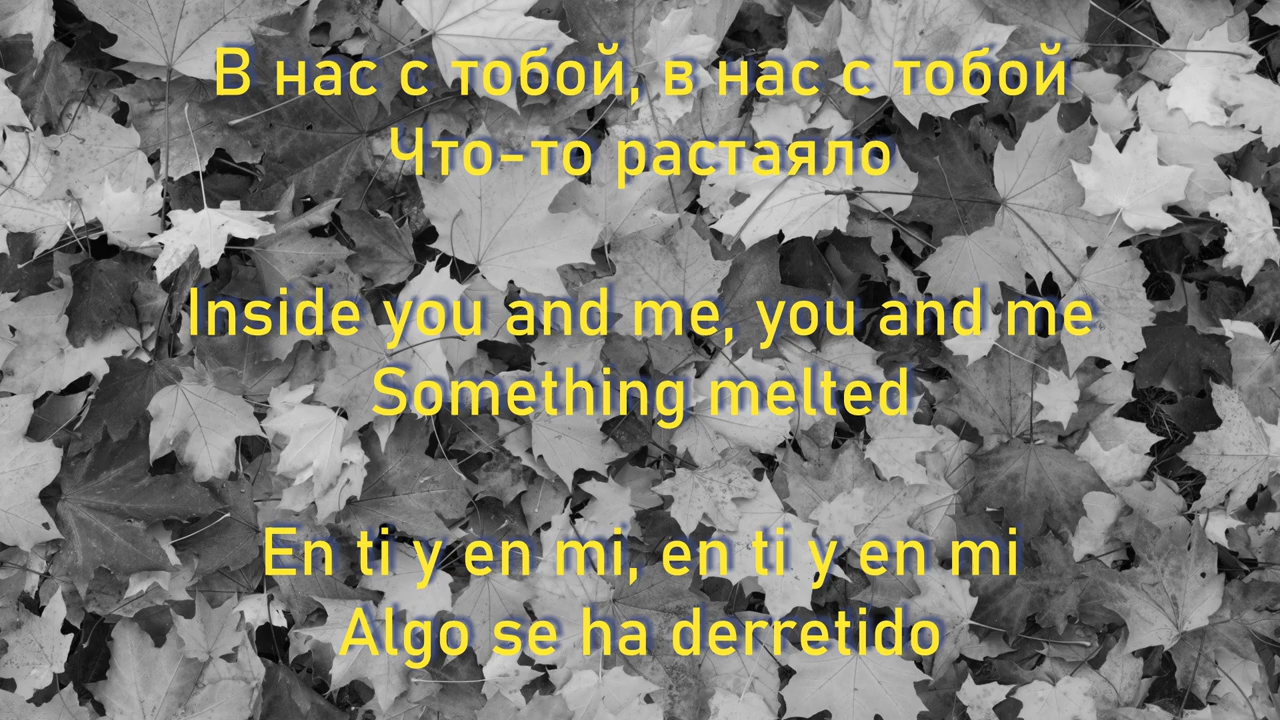 В нас с тобой, в нас с тобой
Что-то растаяло
Inside you and me, you and me
Something melted
En ti y en mi, en ti y en mi
Algo se ha derretido